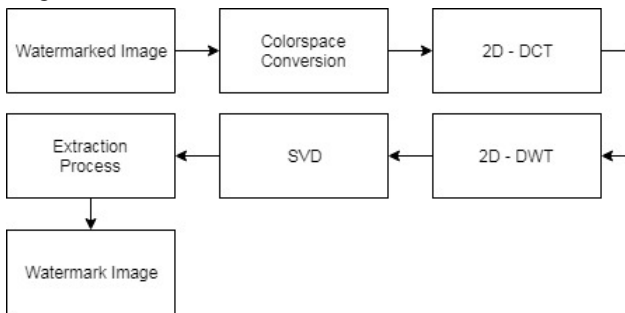 Watermarked Image
Colorspace
Conversion
2D - DCT
Extraction
Process
SVD
2D - DWT
Watermark Image